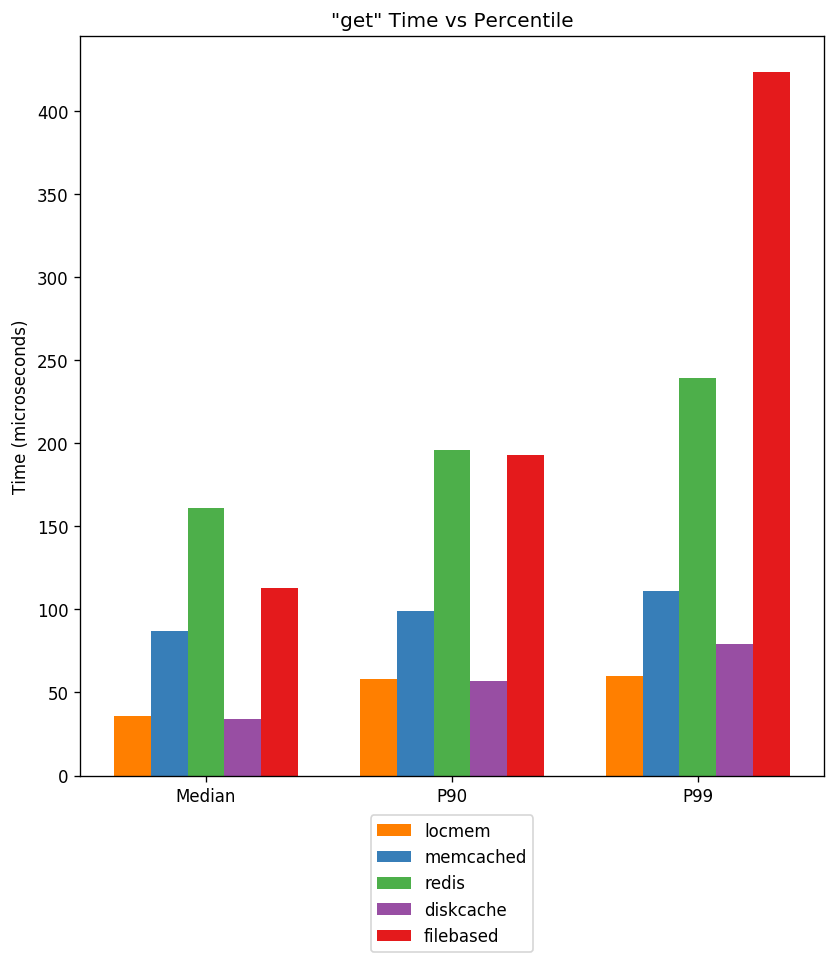 "get" Time vs Percentile
Time (microseconds)
400
350
300
250
200
150
100
50
0
Median P90 P99
locmem
memcached
redis
diskcache
filebased